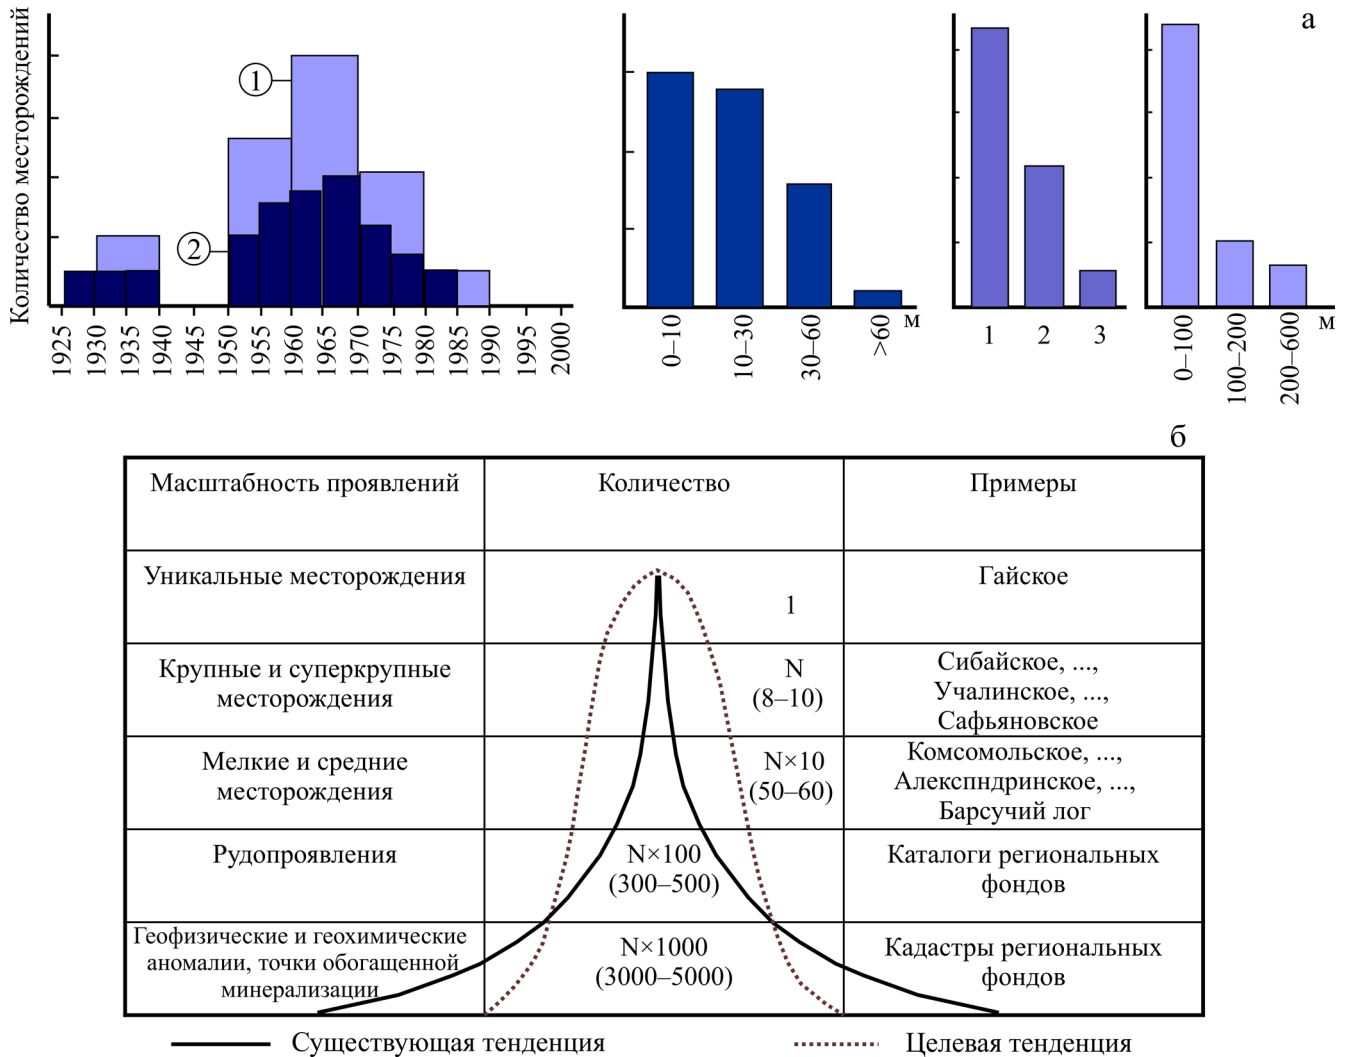 а
Количество месторождений
1
2
1925
1930
1935
1940
1945
1950
1955
1960
1965
1970
1975
1980
1985
1990
1995
2000
0–10
10–30
30–60
>60
м
1
2
3
0–100
100–200
200–600
м
б
Масштабность проявлений
Количество
Примеры
Уникальные месторождения
1
Гайское
Крупные и суперкрупные
месторождения
N
(8–10)
Сибайское, ...,
Учалинское, ...,
Сафьяновское
Мелкие и средние
месторождения
N×10
(50–60)
Комсомольское, ...,
Алекспндринское, ...,
Барсучий лог
Рудопроявления
N×100
(300–500)
Каталоги региональных
фондов
Геофизические и геохимические
аномалии, точки обогащенной
минерализации
N×1000
(3000–5000)
Кадастры региональных
фондов
Существующая тенденция
Целевая тенденция